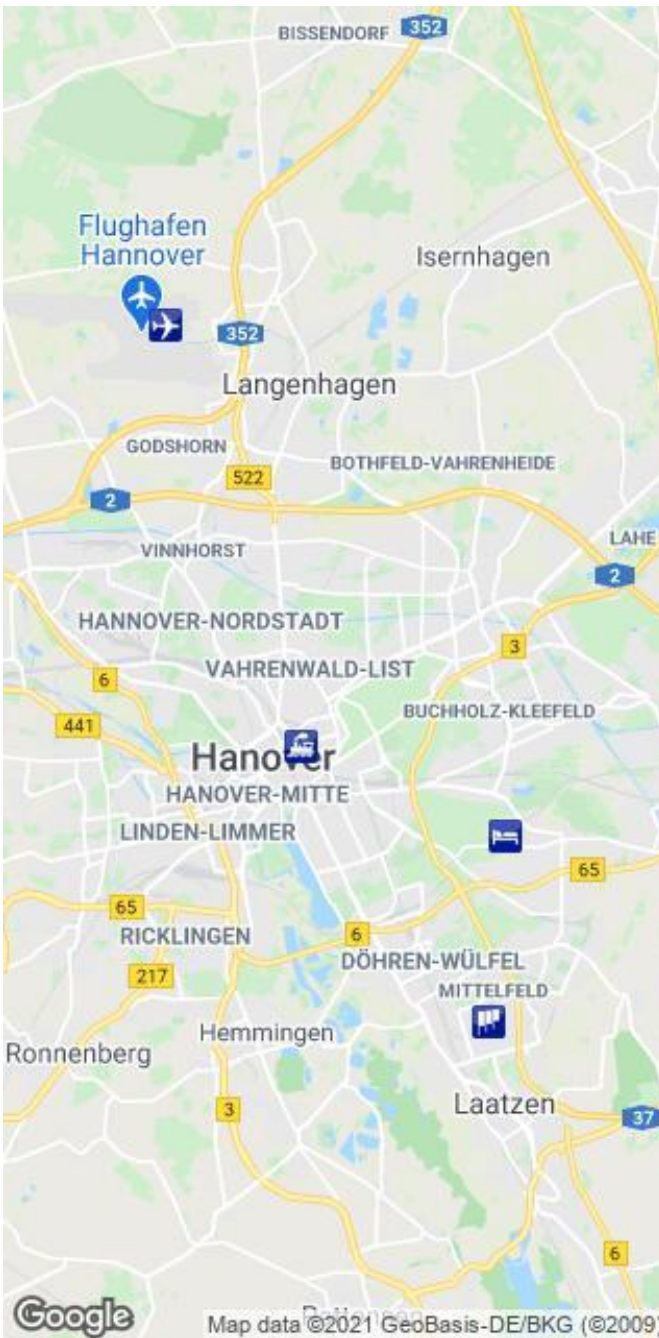 BISSENDORF
352
Flughafen
Hannover
Isernhagen
352
Langenhagen
GODSHORN
BOTHFELD-VAHRENHEIDE
522
2
LAHE
VINNHORST
2
HANNOVER-NORDSTADT
3
VAHRENWALD-LIST
6
BUCHHOLZ-KLEEFELD
441
Hanover
HANOVER-MITTE
LINDEN-LIMMER
65
65
RICKLINGEN
6
DÖHREN-WÜLFEL
217
MITTELFELD
Hemmingen
Ronnenberg
Laatzen
3
37
6
Google
Map data ©2021 GeoBasis-DE/BKG (©2009)